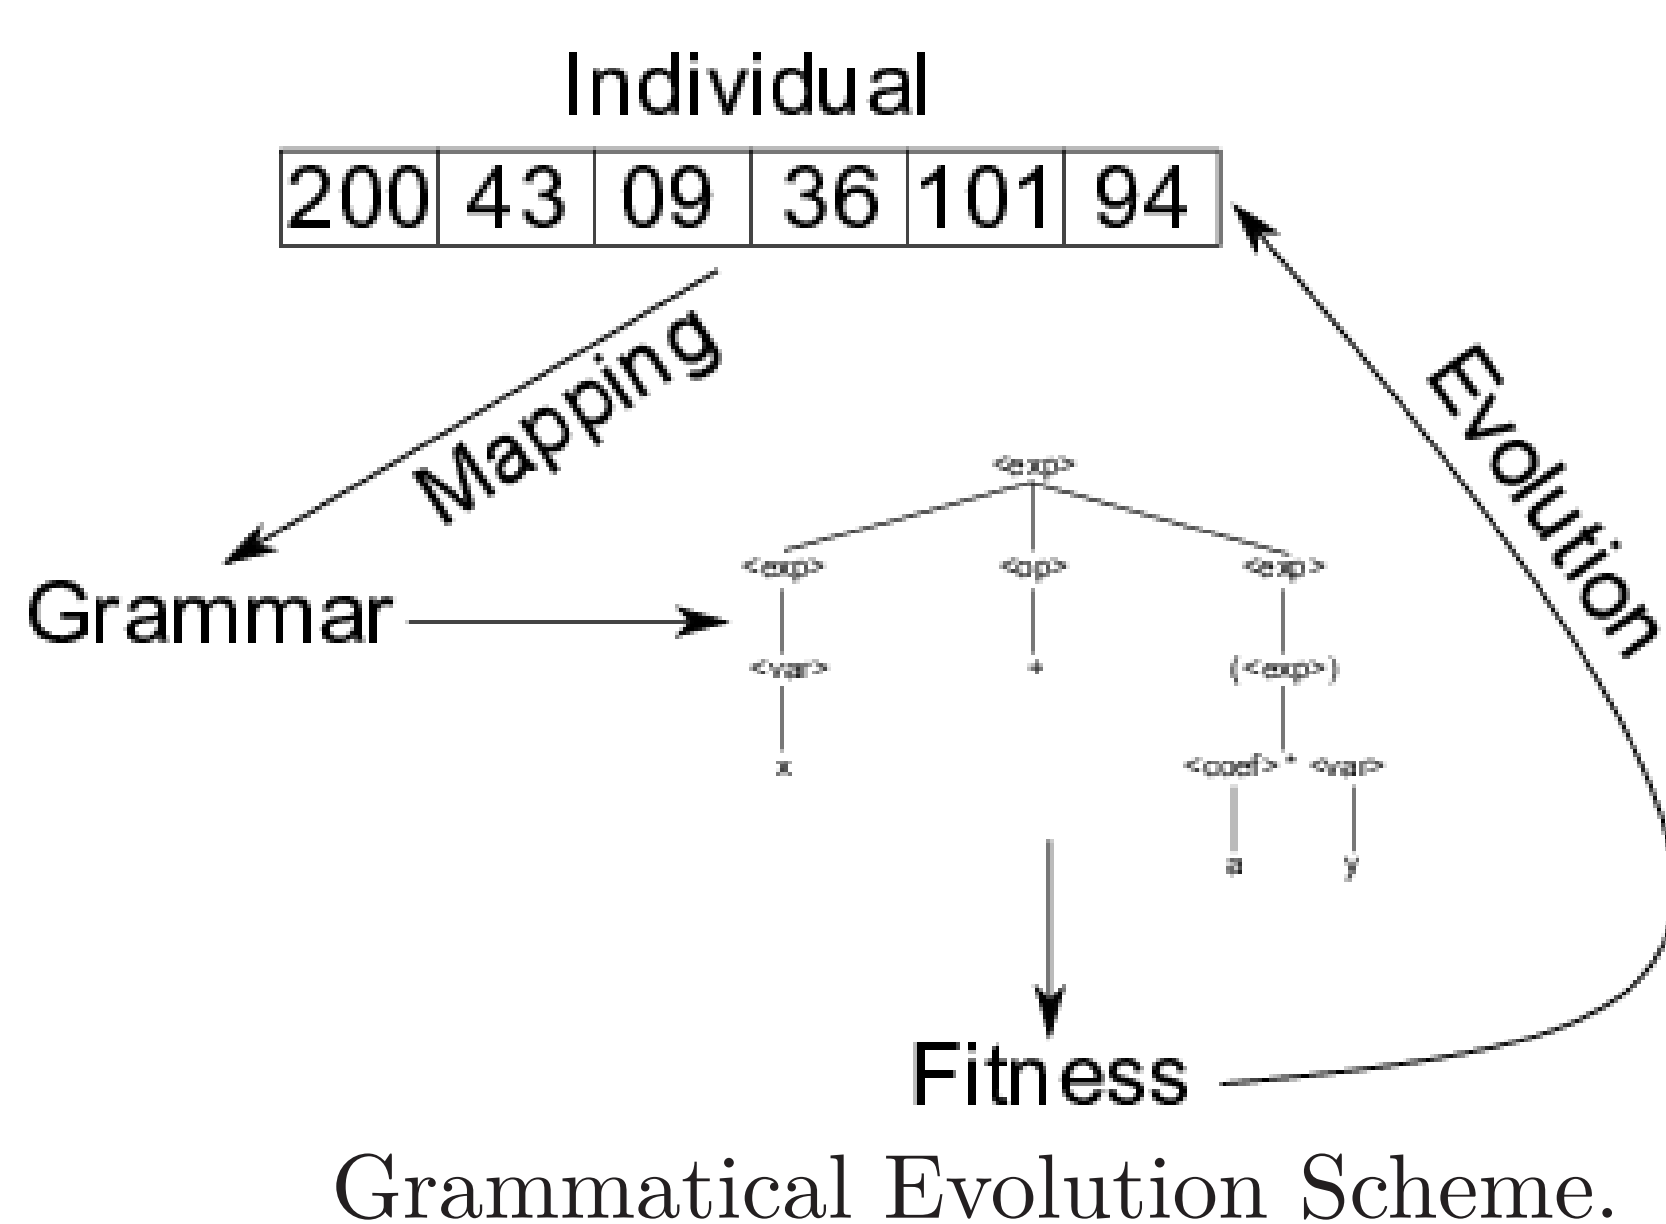 Individual
200 43 09 36 101 94
Mapping
Evolution
<exp>
<exp> <op> <exp>
Grammar
<var> + (<exp>)
x <coef> * <var>
a y
Fitness
Grammatical Evolution Scheme.